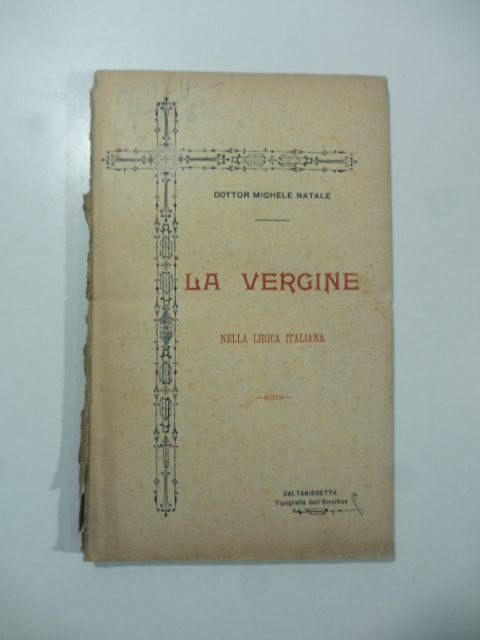 DOTTOR MICHELE NATALE
LA VERGINE
NELLA LIRICA ITALIANA
CALTANISSETTA
Tipografia dell'Omnibus